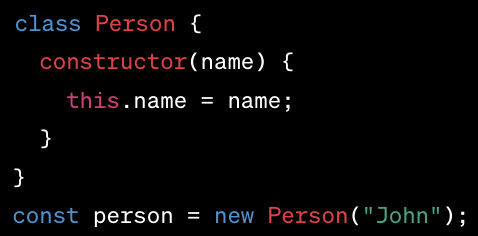 class Person {
  constructor(name) {
    this.name = name;
  }
}
const person = new Person("John");